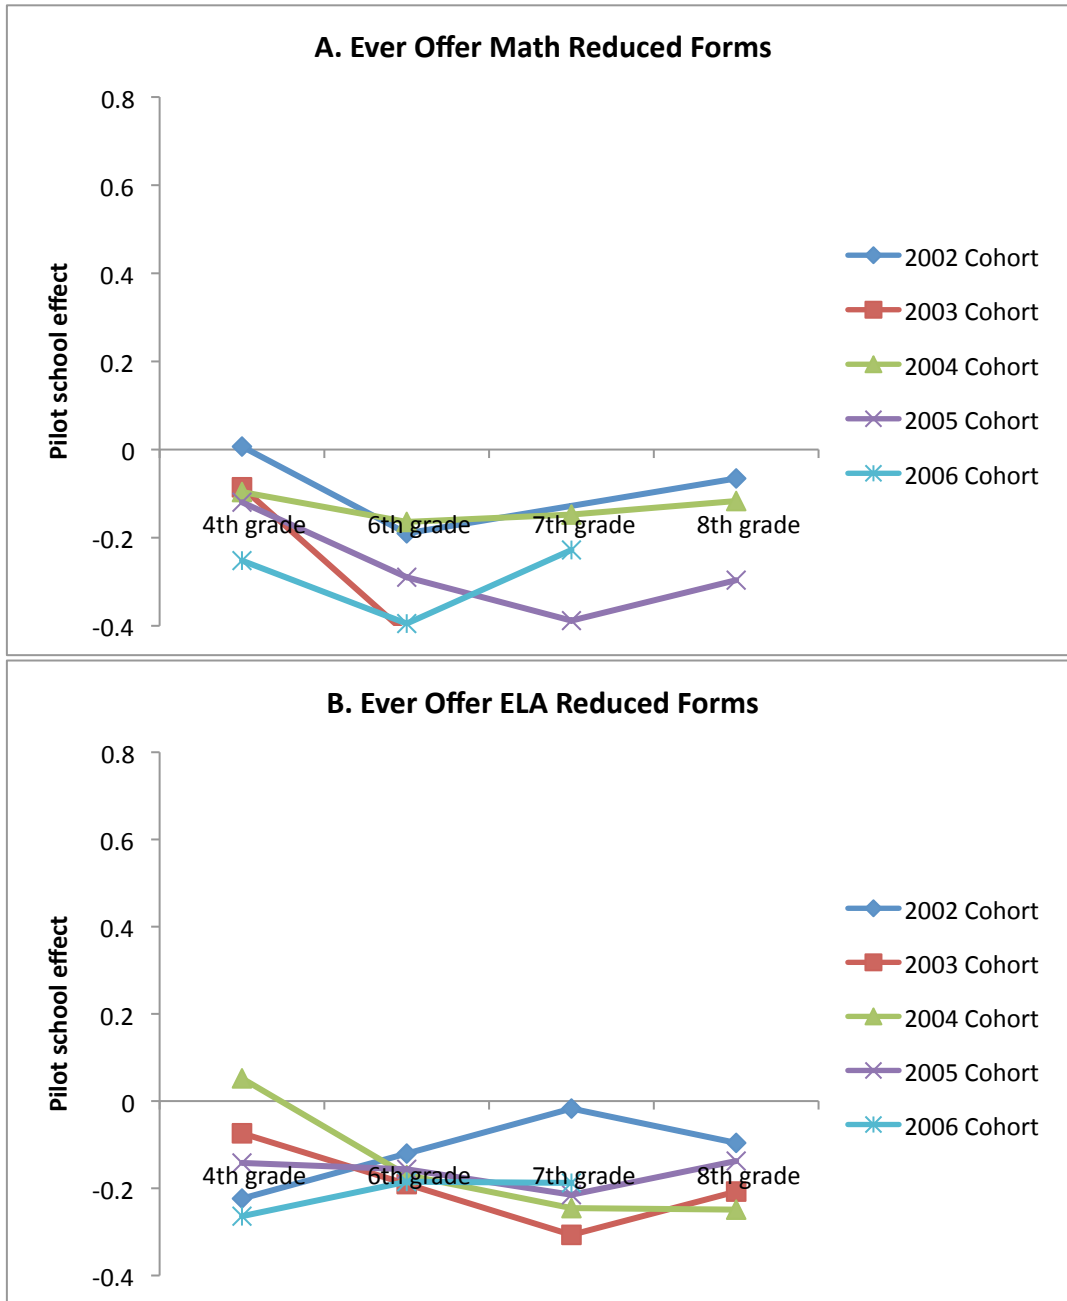 A. Ever Offer Math Reduced Forms
0.8
0.6
0.4
0.2
0
-0.2
-0.4
Pilot school effect
4th grade
6th grade
7th grade
8th grade
2002 Cohort
2003 Cohort
2004 Cohort
2005 Cohort
2006 Cohort
B. Ever Offer ELA Reduced Forms
0.8
0.6
0.4
0.2
0
-0.2
-0.4
Pilot school effect
4th grade
6th grade
7th grade
8th grade
2002 Cohort
2003 Cohort
2004 Cohort
2005 Cohort
2006 Cohort